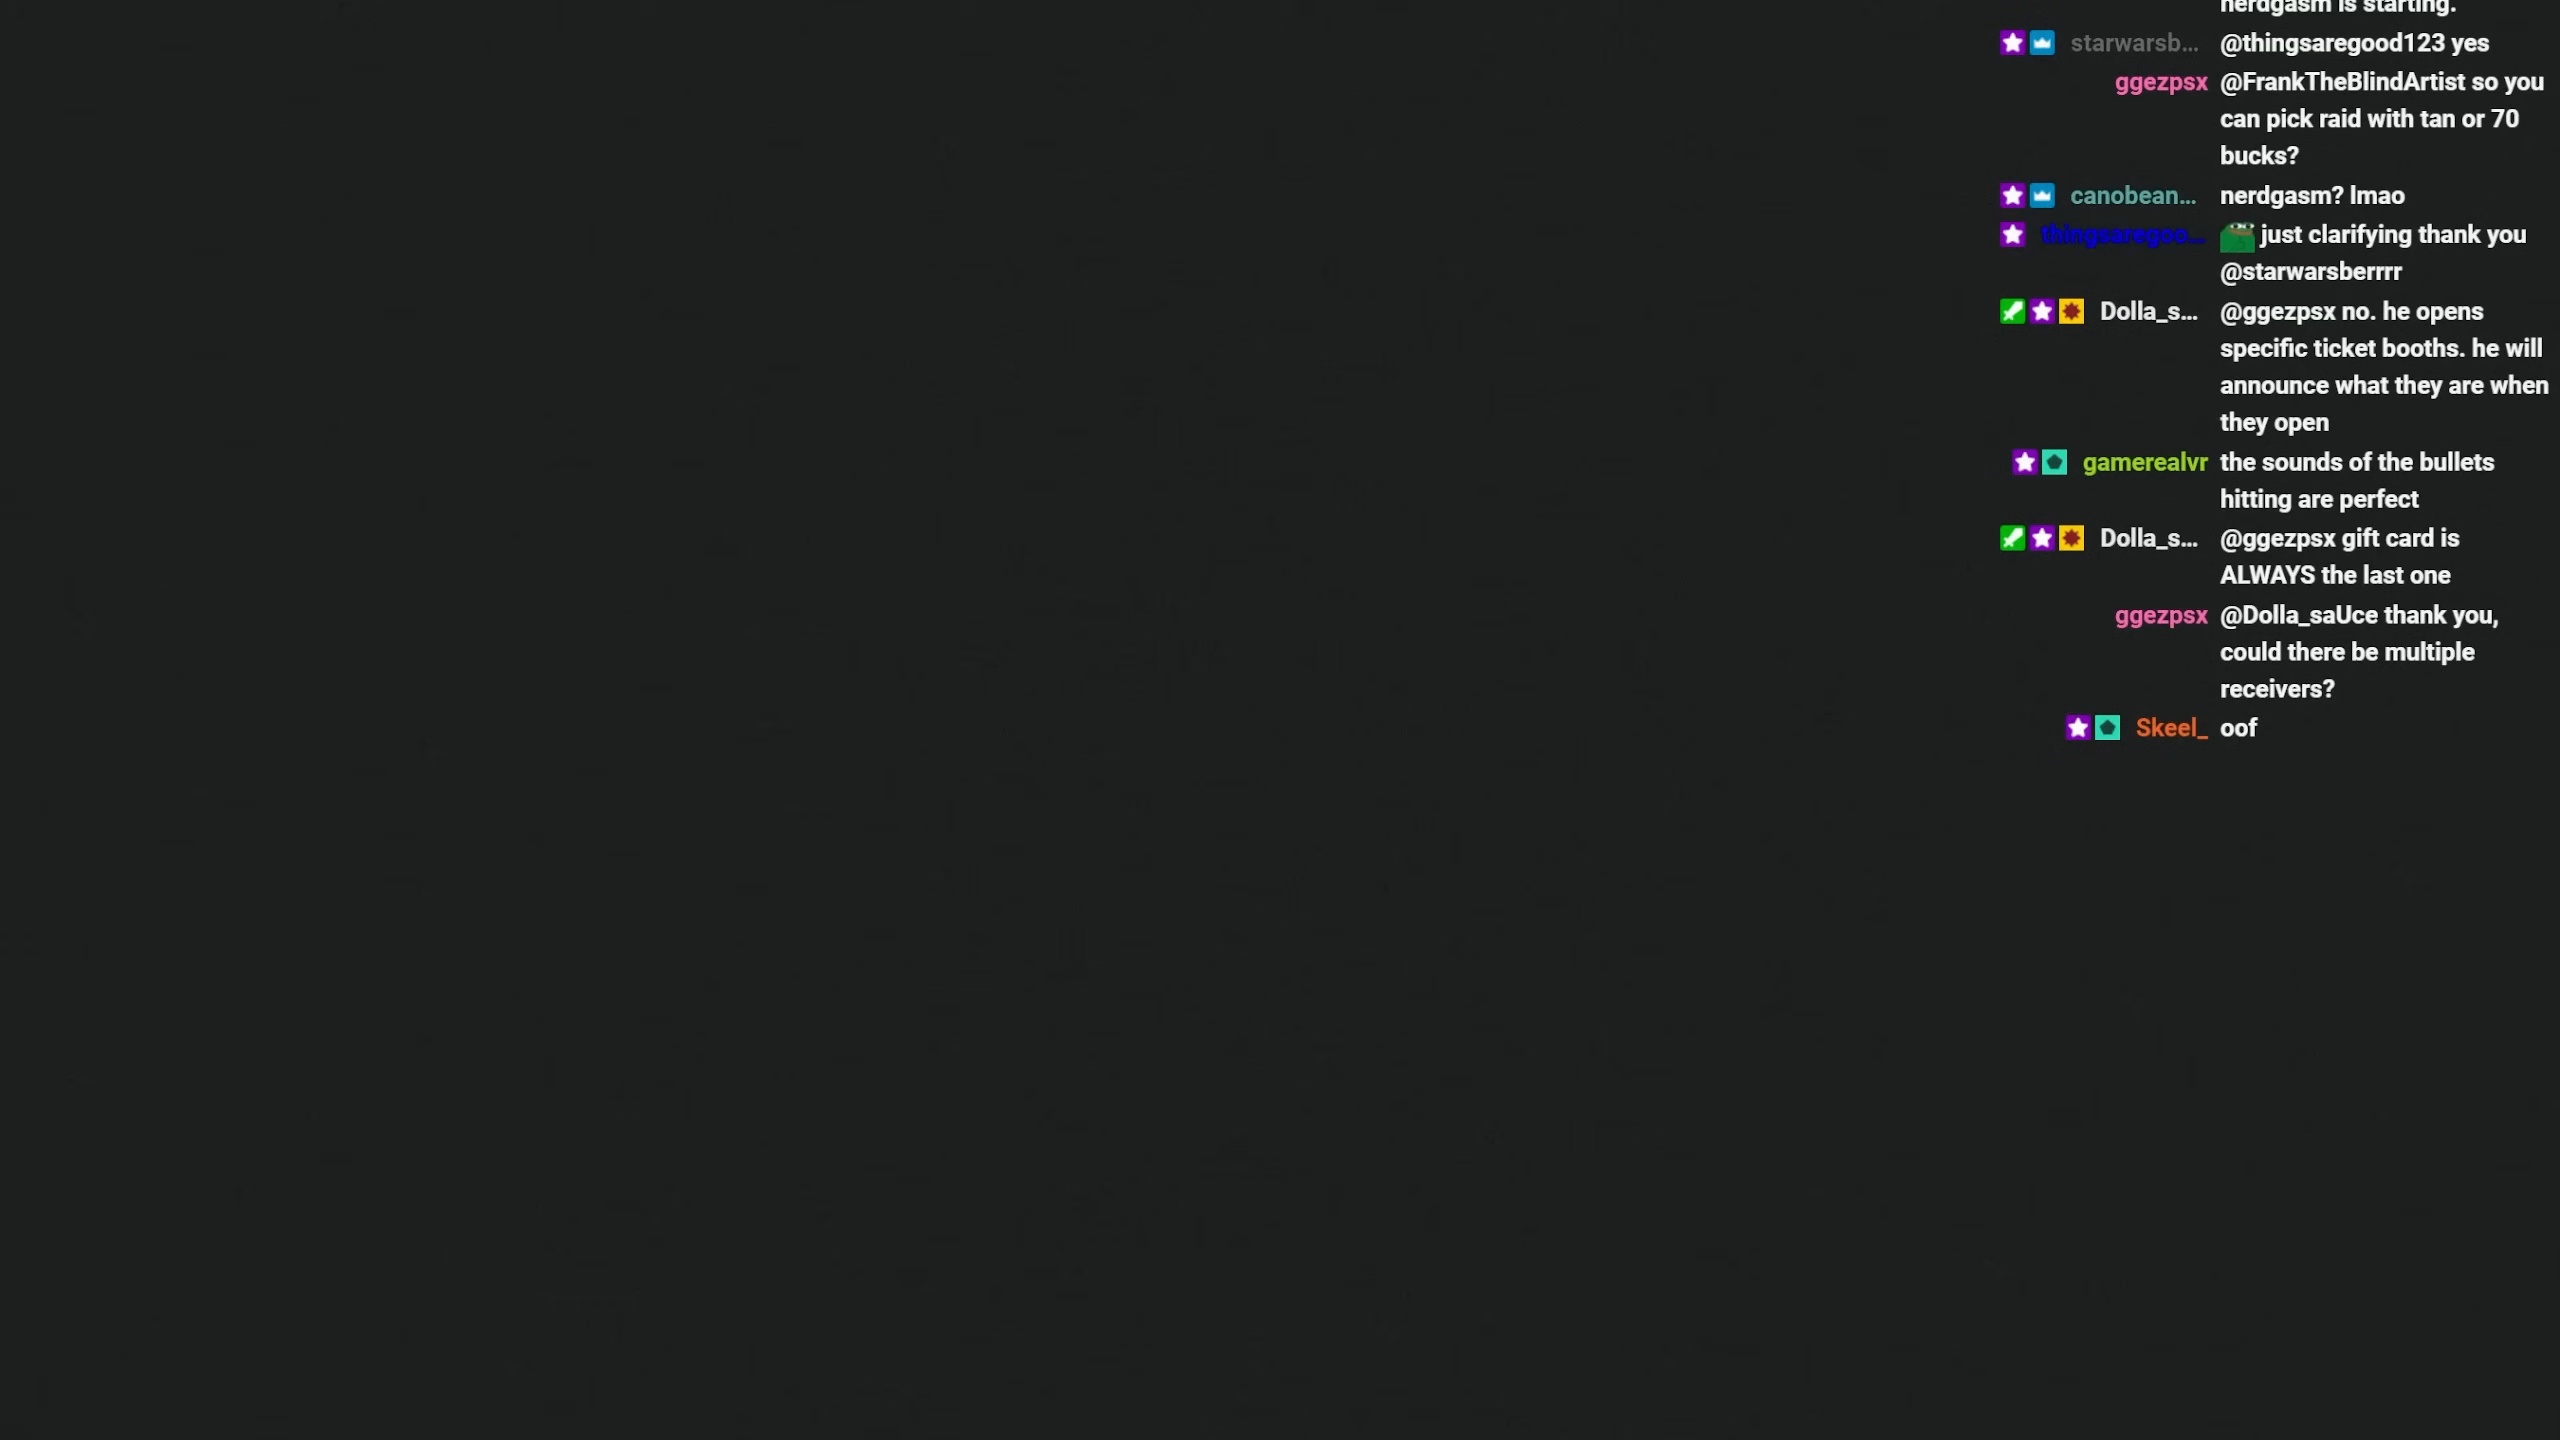 nerdgasm is starting.
starwarsb... @thingsaregood123 yes
ggezpsx @FrankTheBlindArtist so you
can pick raid with tan or 70
bucks?
canobean... nerdgasm? lmao
thingsaregoo... just clarifying thank you
@starwarsberrrr
Dolla_s... @ggezpsx no. he opens
specific ticket booths. he will
announce what they are when
they open
gamerealvr the sounds of the bullets
hitting are perfect
Dolla_s... @ggezpsx gift card is
ALWAYS the last one
ggezpsx @Dolla_saUce thank you,
could there be multiple
receivers?
Skeel_ oof